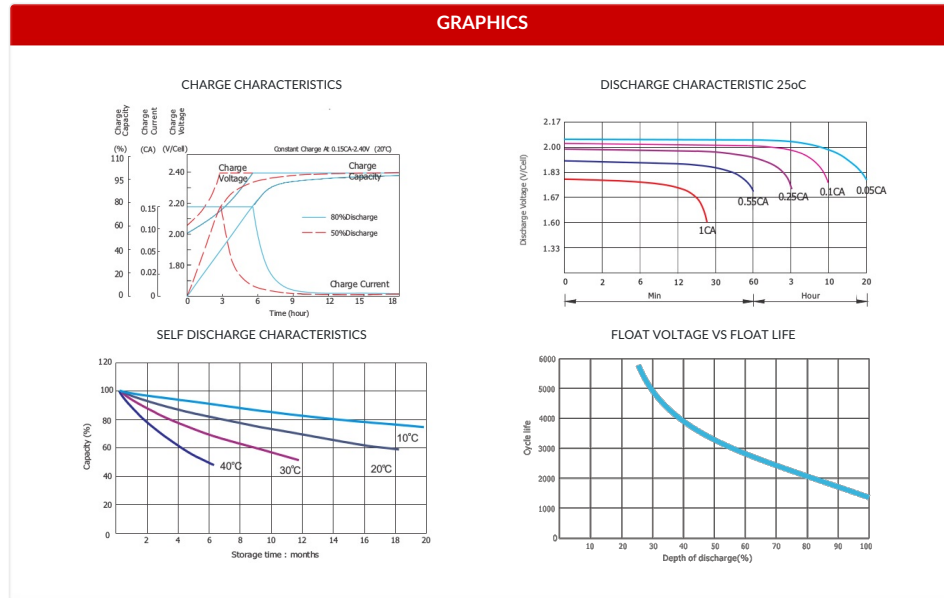 GRAPHICS
CHARGE CHARACTERISTICS
Charge Capacity
Charge Current
Charge Voltage
(%) (CA) (V/Cell)
Constant Charge At 0.15CA-2.40V (20°C)
110
95
80
60
40
20
0
0.15
0.10
0.05
0.02
0
2.40
2.20
2.00
1.80
Charge Voltage
Charge Capacity
80%Discharge
50%Discharge
Charge Current
0 3 6 9 12 15 18
Time (hour)
DISCHARGE CHARACTERISTIC 25oC
Discharge Voltage (V/Cell)
2.17
2.00
1.83
1.67
1.60
1.33
1CA
0.55CA
0.25CA
0.1CA
0.05CA
0 2 6 12 30 60 3 10 20
Min Hour
SELF DISCHARGE CHARACTERISTICS
Capacity (%)
120
100
80
60
40
20
0
40°C
30°C
20°C
10°C
2 4 6 8 10 12 14 16 18 20
Storage time : months
FLOAT VOLTAGE VS FLOAT LIFE
Cycle life
6000
5000
4000
3000
2000
1000
0
10 20 30 40 50 60 70 80 90 100
Depth of discharge(%)